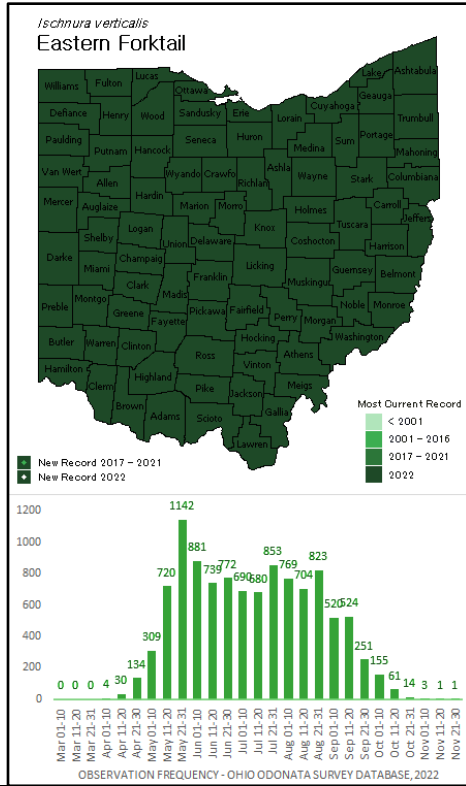 Ischnura verticalis
Eastern Forktail
Williams Fulton Lucas Ottawa Lake Ashtabula
Geauga
Defiance Henry Wood Sandusky Erie Lorain Cuyahoga Trumbull
Paulding Putnam Hancock Seneca Huron Medina Sum Portage Mahoning
Van Wert Allen Wyando Crawfo Richlan Ashla Wayne Stark Columbiana
Mercer Auglaize Hardin Marion Morro Holmes Carroll Jeffers
Shelby Logan Union Delaware Knox Coshocton Tuscara Harrison
Darke Miami Champaig Licking Guernsey Belmont
Clark Madis Franklin Muskingu
Preble Montgo Greene Fayette Pickawa Fairfield Perry Morgan Noble Monroe
Butler Warren Clinton Ross Hocking Athens Washington
Hamilton Clerm Highland Vinton Meigs
Brown Adams Pike Scioto Jackson Gallia
Lawren
Most Current Record
< 2001
2001 - 2016
2017 - 2021
2022
New Record 2017 - 2021
New Record 2022
1200
1000
800
600
400
200
0
0 0 0 4 30 134 309 720 1142 881 739 772 690 680 853 769 704 823 520 524 251 155 61 14 3 1 1
Mar 01-10
Mar 11-20
Mar 21-31
Apr 01-10
Apr 11-20
Apr 21-30
May 01-10
May 11-20
May 21-31
Jun 01-10
Jun 11-20
Jun 21-30
Jul 01-10
Jul 11-20
Jul 21-31
Aug 01-10
Aug 11-20
Aug 21-31
Sep 01-10
Sep 11-20
Sep 21-30
Oct 01-10
Oct 11-20
Oct 21-31
Nov 01-10
Nov 11-20
Nov 21-30
OBSERVATION FREQUENCY - OHIO ODONATA SURVEY DATABASE, 2022